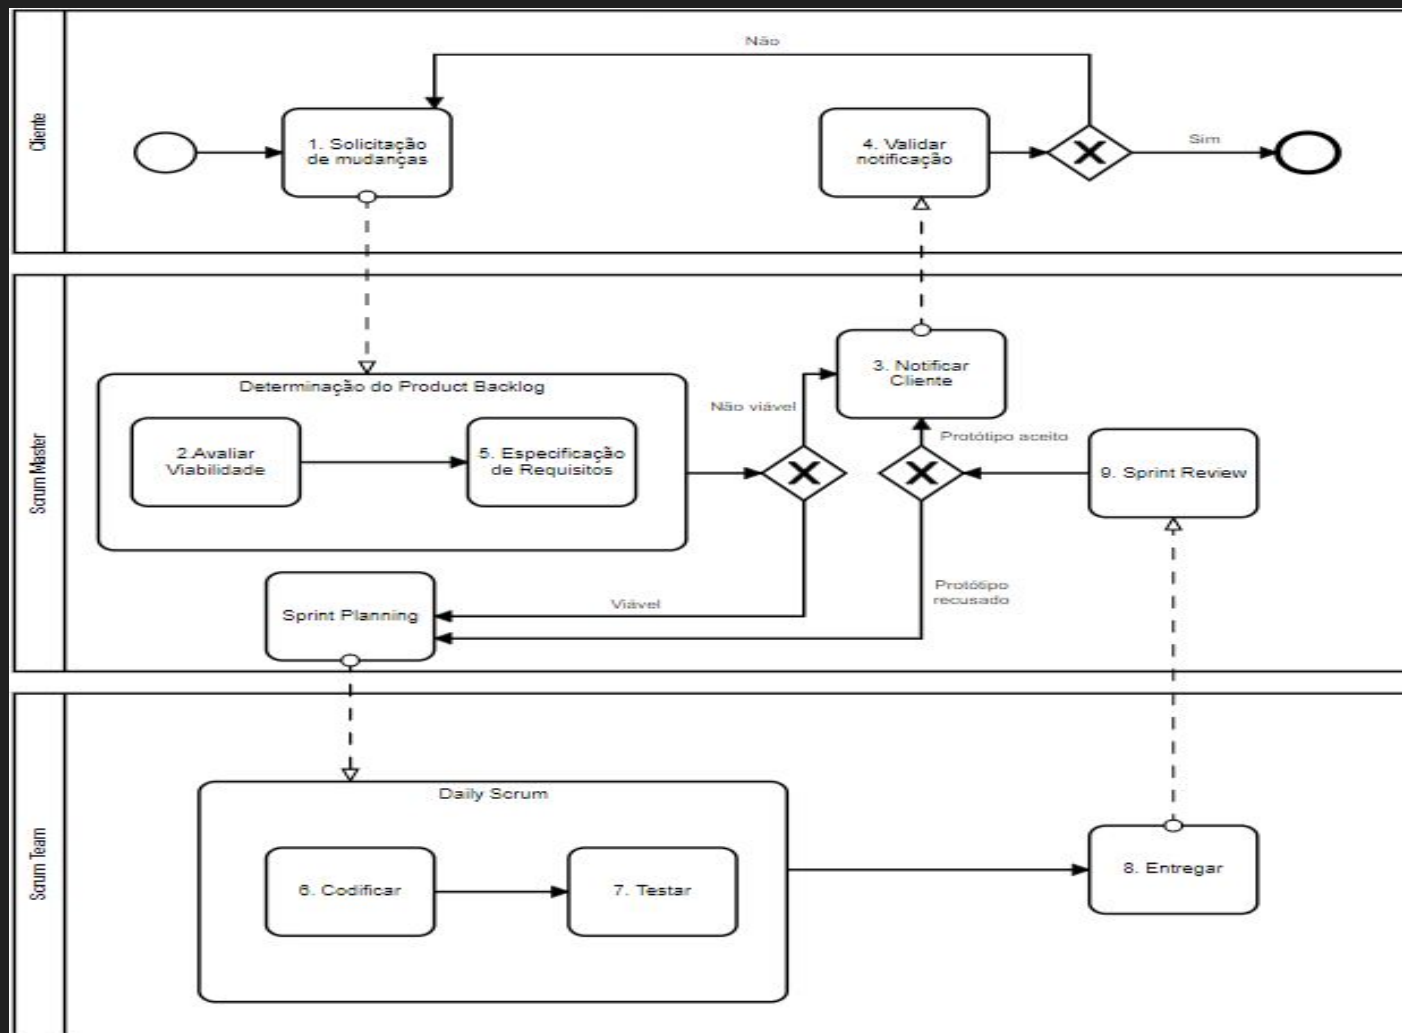 Cliente
Não
1. Solicitação
de mudanças
4. Validar
notificação
Sim
Scrum Master
Determinação do Product Backlog
2.Avaliar
Viabilidade
5. Especificação
de Requisitos
Não viável
3. Notificar
Cliente
Protótipo aceito
9. Sprint Review
Sprint Planning
Viável
Protótipo
recusado
Scrum Team
Daily Scrum
6. Codificar
7. Testar
8. Entregar